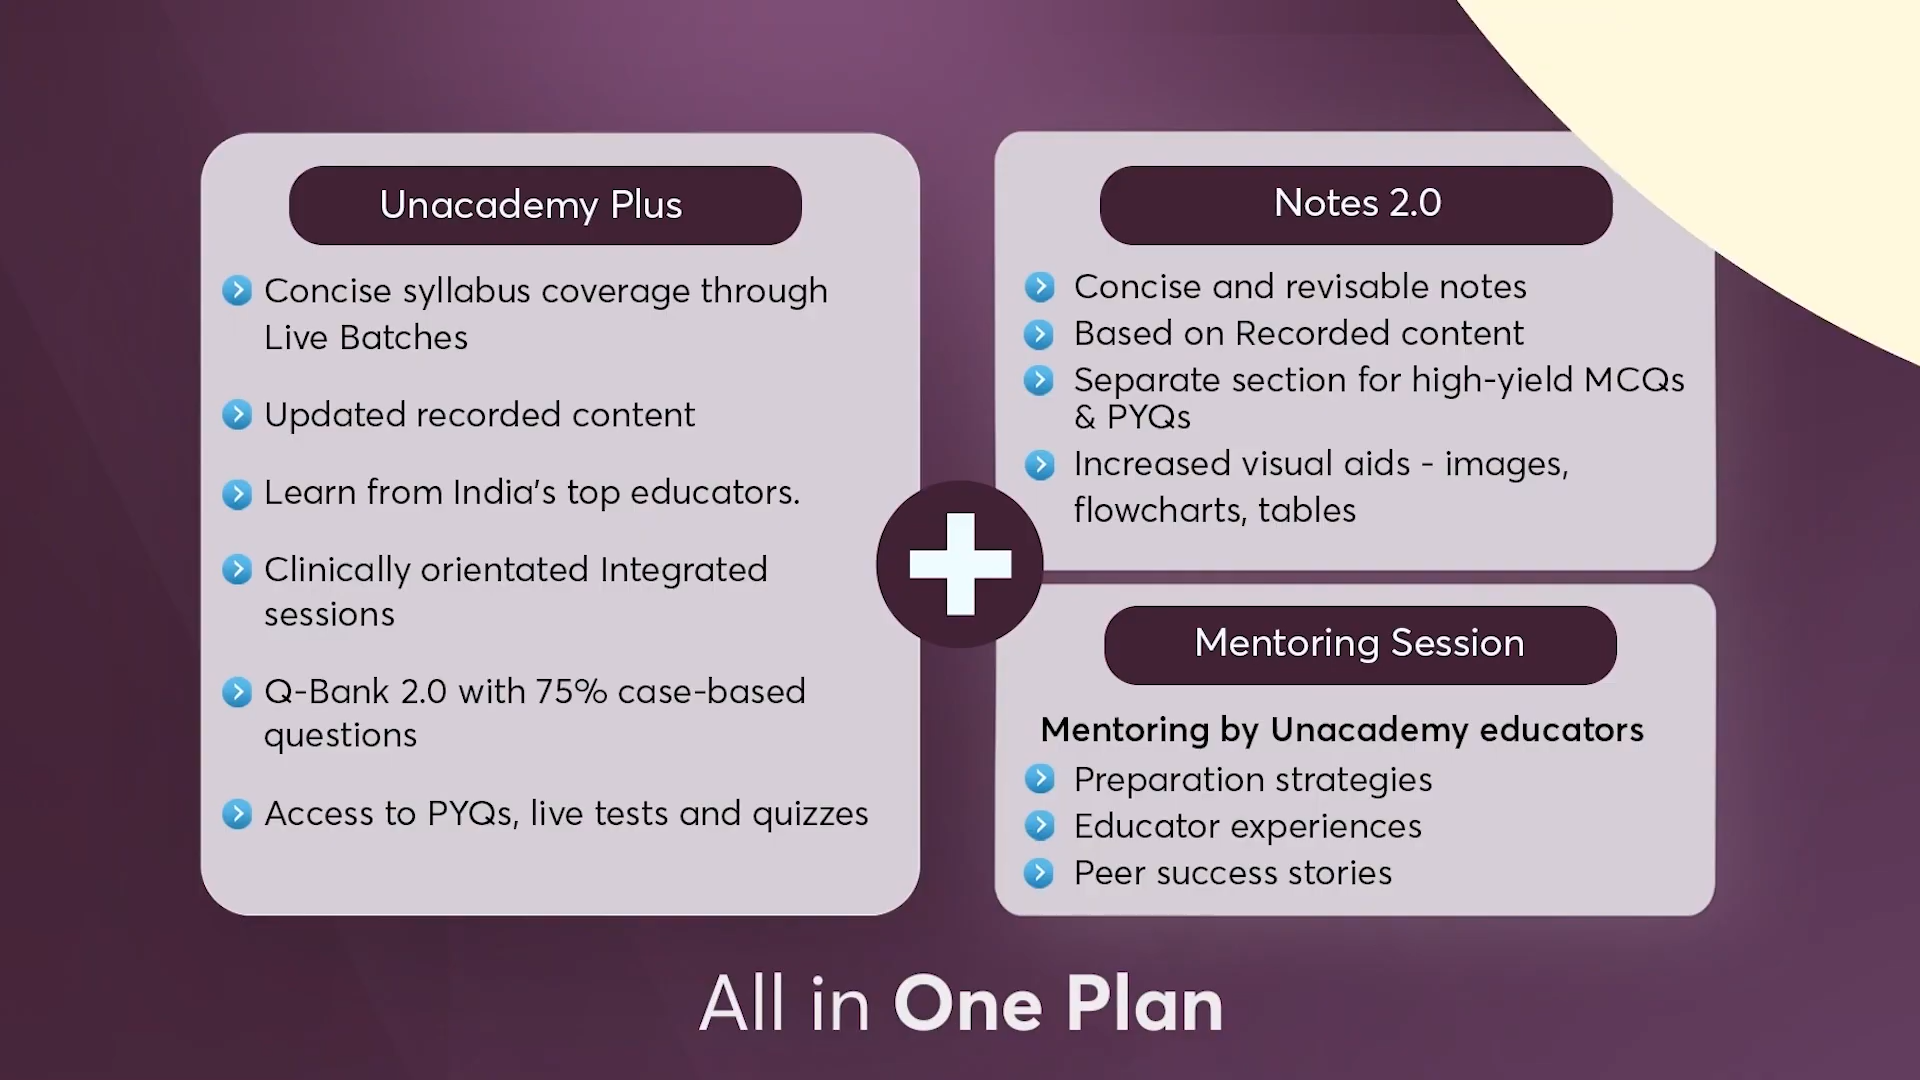 Unacademy Plus
Concise syllabus coverage through
Live Batches
Updated recorded content
Learn from India's top educators.
Clinically orientated Integrated
sessions
Q-Bank 2.0 with 75% case-based
questions
Access to PYQs, live tests and quizzes
Notes 2.0
Concise and revisable notes
Based on Recorded content
Separate section for high-yield MCQs
& PYQs
Increased visual aids - images,
flowcharts, tables
Mentoring Session
Mentoring by Unacademy educators
Preparation strategies
Educator experiences
Peer success stories
All in One Plan